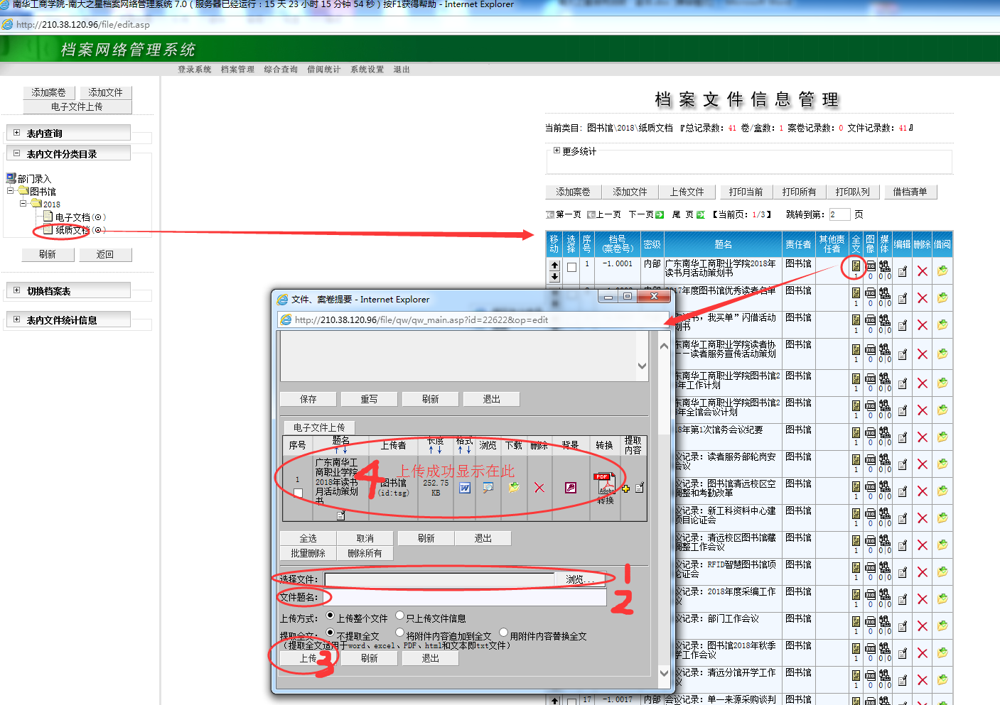 南华工商学院-南大之星档案网络管理系统 7.0（服务器已经运行：15 天 23 小时 15 分钟 54 秒）按F1获得帮助 - Internet Explorer
http://210.38.120.96/file/edit.asp
档案网络管理系统
登录系统 档案管理 综合查询 借阅统计 系统设置 退出
添加案卷 添加文件
电子文件上传
表内查询
表内文件分类目录
部门录入
图书馆
2018
电子文档(⊙)
纸质文档(⊙)
刷新 返回
切换档案表
表内文件统计信息
档案文件信息管理
当前类目：图书馆\2018\纸质文档 『总记录数：41 卷/盒数：1 案卷记录数：0 文件记录数：41』
更多统计
添加案卷 添加文件 上传文件 打印当前 打印所有 打印队列 借档清单
第一页 上一页 下一页 尾 页 【当前页：1/3】 跳转到第：2 页
移动 选择 序号 档号(案卷号) 密级 题名 责任者 其他责任者 全文 图像 媒体 编辑 删除 借阅
1 -1.0001 内部 广东南华工商职业学院2018年读书月活动策划书 图书馆 1 0 0|0
年度图书馆优秀读者名单 图书馆 1 0 0|0
书，我买单”闪借活动 图书馆 1 0 0|0
划书
东南华工商职业学院读者协 图书馆 1 0 0|0
——读者服务宣传活动策划
东南华工商职业学院图书馆2 图书馆 1 0 0|0
年工作计划
东南华工商职业学院图书馆2 图书馆 1 0 0|0
年全馆会议计划
8年第1次馆务会议纪要 图书馆 1 0 0|0
议记录：读者服务部轮岗安 图书馆 1 0 0|0
会议
议记录：图书馆清远校区空 图书馆 1 0 0|0
调整和考勤改革
议记录：新工科资料中心建 图书馆 1 0 0|0
项目论证会
议记录：清远校区图书馆藏 图书馆 1 0 0|0
调整工作会议
议记录：RFID智慧图书馆项 图书馆 1 0 0|0
论证会
议记录：2018年度采编工作 图书馆 1 0 0|0
议
议记录：部门工作会议 图书馆 1 0 0|0
议记录：图书馆2018年秋季 图书馆 1 0 0|0
学工作会议
议记录：清远分馆开学工作 图书馆 1 0 0|0
议
17 -1.0017 内部 会议记录：单一来源采购谈判 图书馆
文件、案卷提要 - Internet Explorer
http://210.38.120.96/file/qw/qw_main.asp?id=22622&op=edit
保存 重写 刷新 退出
电子文件上传
序号 题名 上传者 长度 格式 浏览 下载 删除 背景 转换 提取内容
↑ ↓ ↑ ↓ ↑ ↓
1 广东南华工商职业学院2018年读书月活动策划书 图书馆 (id:tsg) 252.75 KB PDF Adobe 转换
4 上传成功显示在此
全选 取消 刷新 退出
批量删除 删除所有
选择文件： 浏览... 1
文件题名： 2
上传方式： 上传整个文件 只上传文件信息
提取全文： 不提取全文 将附件内容追加到全文 用附件内容替换全文
（提取全文适用于word、excel、PDF、html和文本即txt文件）
上传 3 刷新 退出